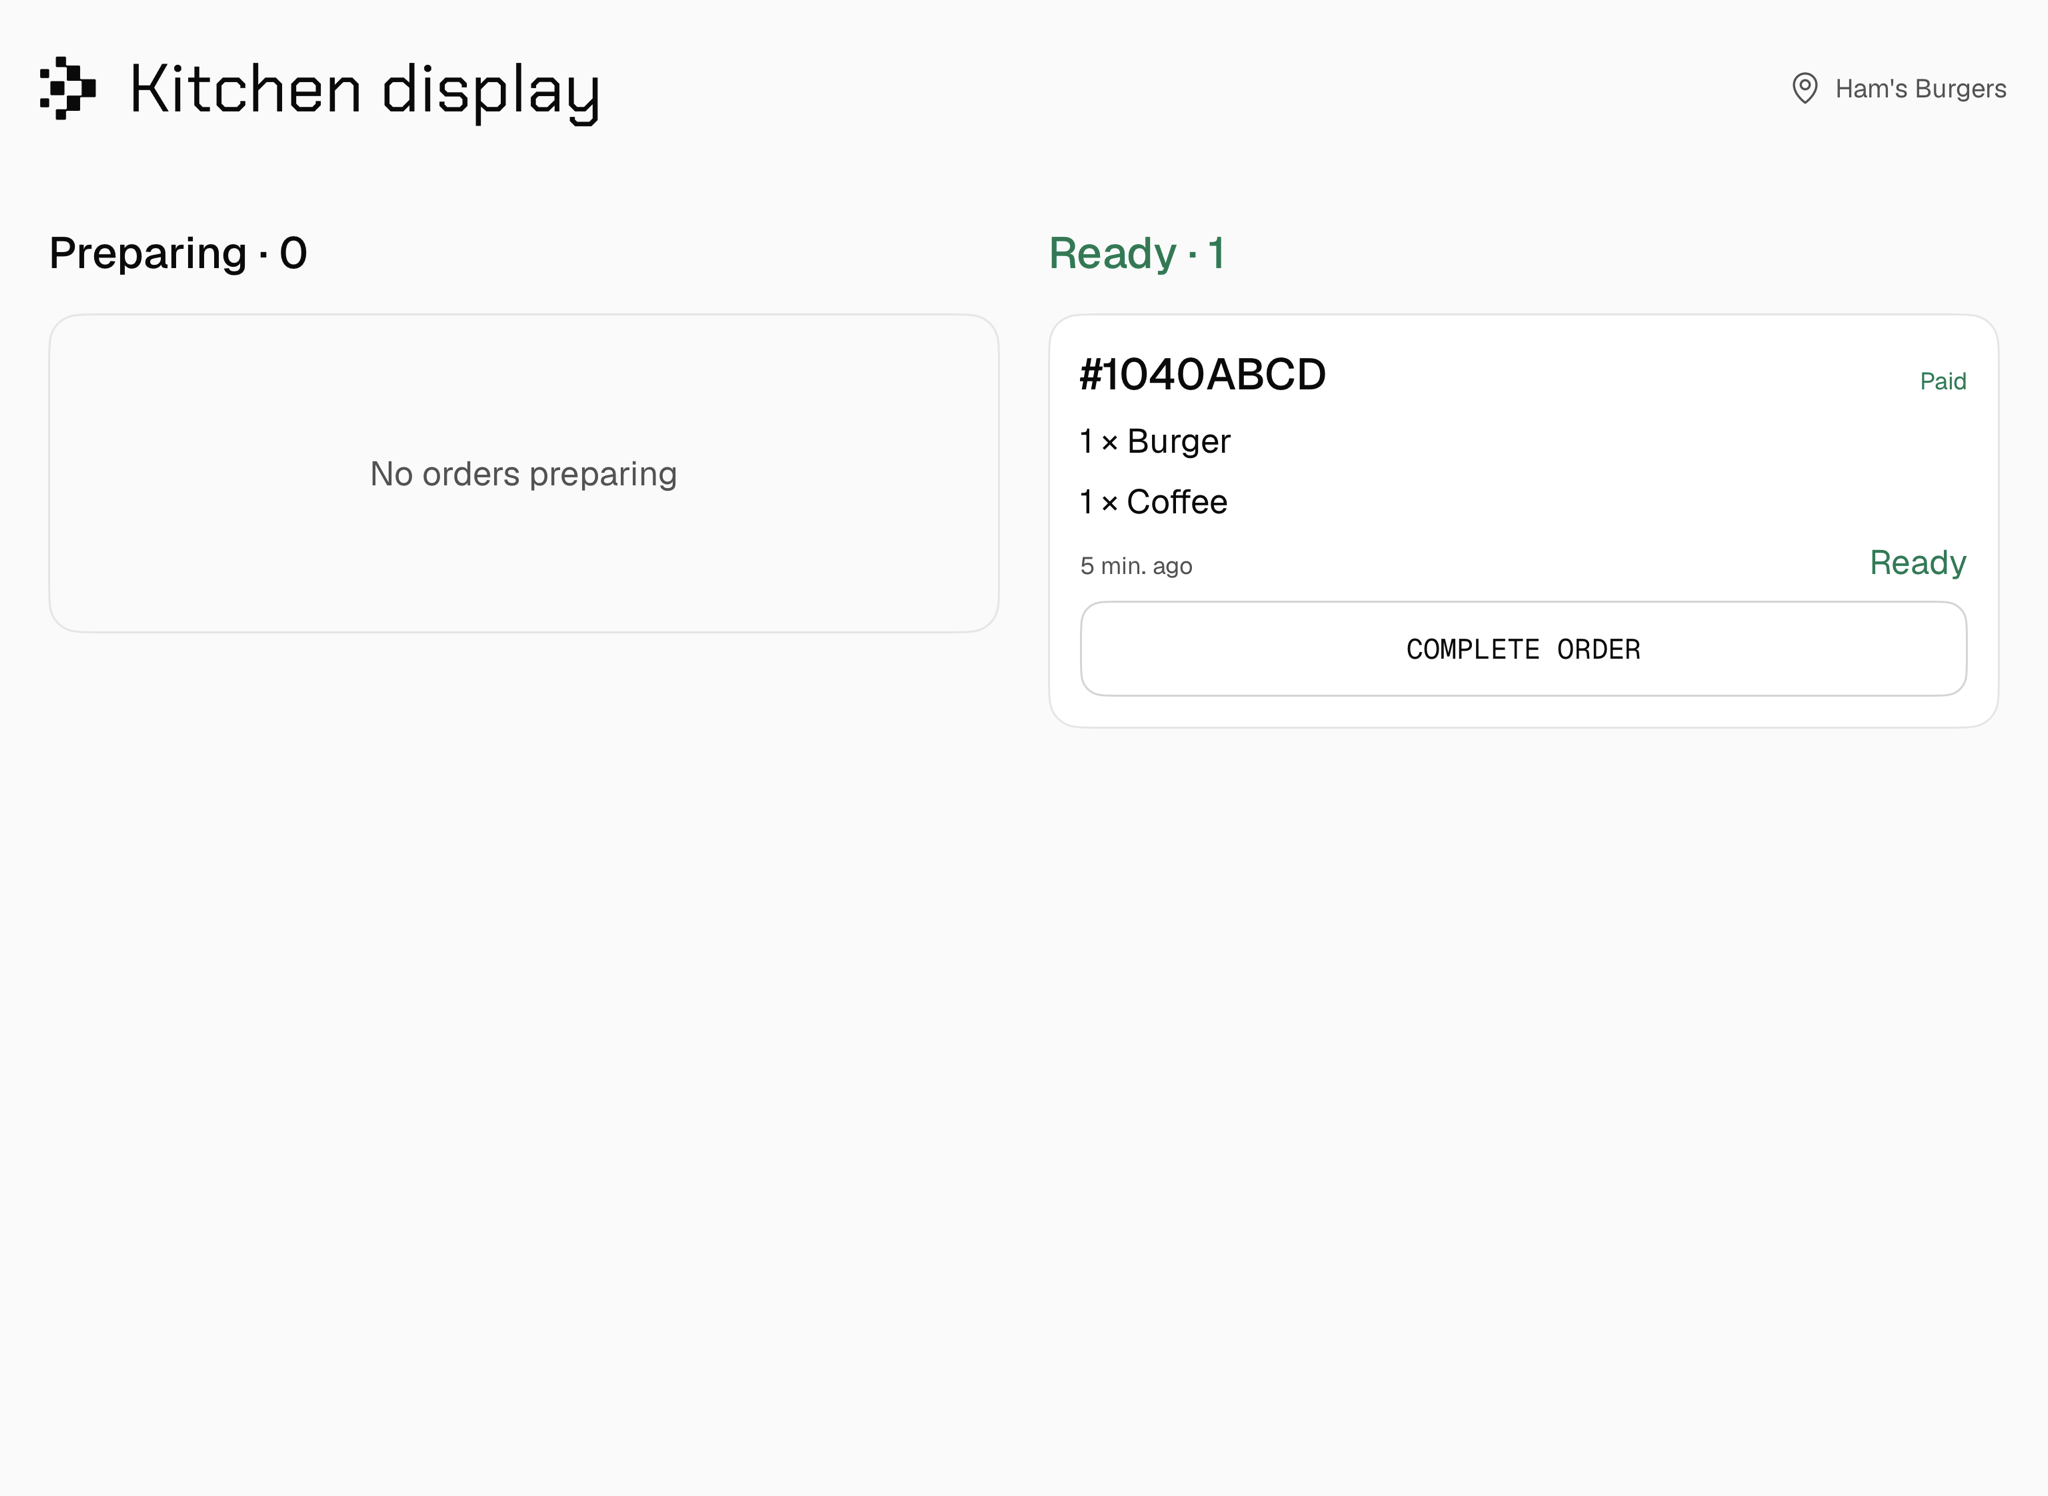 Kitchen display
Ham's Burgers
Preparing · 0
No orders preparing
Ready · 1
#1040ABCD
Paid
1 × Burger
1 × Coffee
5 min. ago
Ready
COMPLETE ORDER